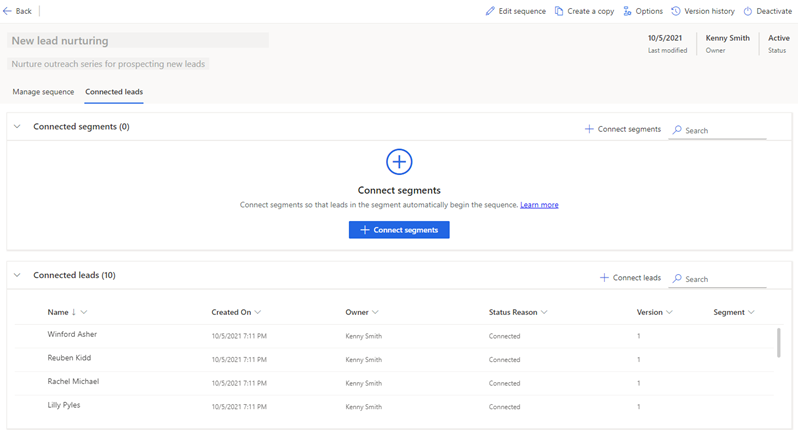 Back Edit sequence Create a copy Options Version history Deactivate
New lead nurturing
10/5/2021 Kenny Smith Active
Last modified Owner Status
Nurture outreach series for prospecting new leads
Manage sequence Connected leads
Connected segments (0) Connect segments Search
Connect segments
Connect segments so that leads in the segment automatically begin the sequence. Learn more
Connect segments
Connected leads (10) Connect leads Search
Name Created On Owner Status Reason Version Segment
Winford Asher 10/5/2021 7:11 PM Kenny Smith Connected 1
Reuben Kidd 10/5/2021 7:11 PM Kenny Smith Connected 1
Rachel Michael 10/5/2021 7:11 PM Kenny Smith Connected 1
Lilly Pyles 10/5/2021 7:11 PM Kenny Smith Connected 1